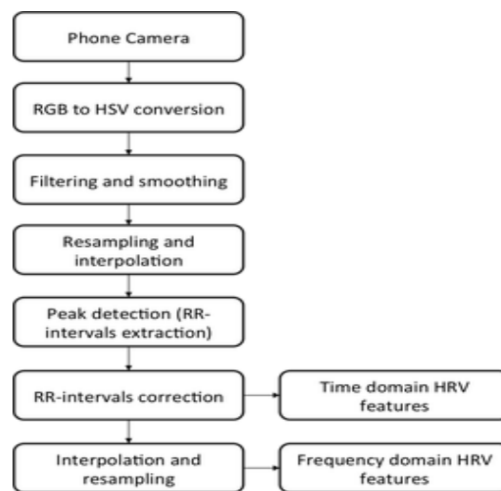 Phone Camera
RGB to HSV conversion
Filtering and smoothing
Resampling and
interpolation
Peak detection (RR-
intervals extraction)
RR-intervals correction
Time domain HRV
features
Interpolation and
resampling
Frequency domain HRV
features